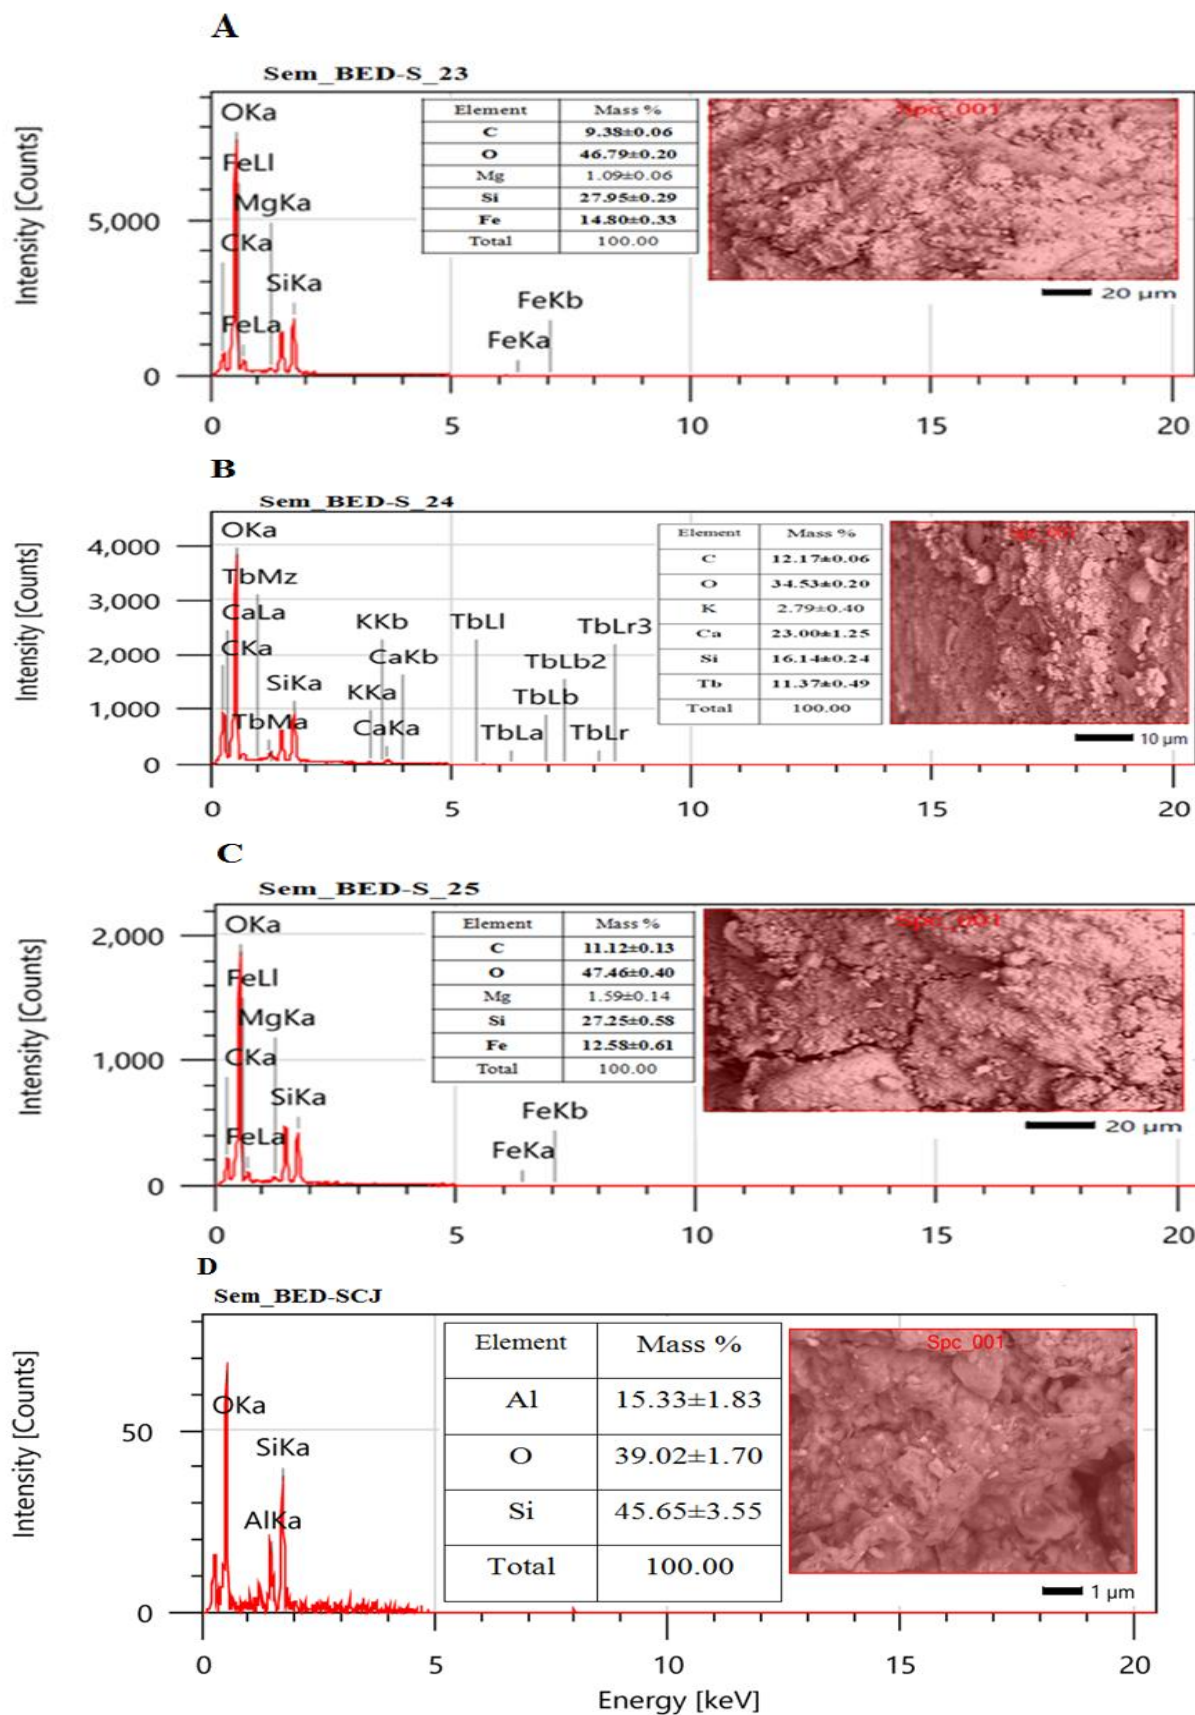 A
Sem_BED-S_23
Intensity [Counts]
5,000
0
OKa
FeLl
MgKa
CKa
SiKa
FeLa
FeKb
FeKa
Element Mass %
C 9.38±0.06
O 46.79±0.20
Mg 1.09±0.06
Si 27.95±0.29
Fe 14.80±0.33
Total 100.00
Spc_001
20 µm
0 5 10 15 20
B
Sem_BED-S_24
Intensity [Counts]
4,000
3,000
2,000
1,000
0
OKa
TbMz
CaLa
CKa
SiKa
TbMa
KKb
CaKb
KKa
CaKa
TbLl
TbLr3
TbLb2
TbLb
TbLa
TbLr
Element Mass %
C 12.17±0.06
O 34.53±0.20
K 2.79±0.40
Ca 23.00±1.25
Si 16.14±0.24
Tb 11.37±0.49
Total 100.00
Spc_001
10 µm
0 5 10 15 20
C
Sem_BED-S_25
Intensity [Counts]
2,000
1,000
0
OKa
FeLl
MgKa
CKa
SiKa
FeLa
FeKb
FeKa
Element Mass %
C 11.12±0.13
O 47.46±0.40
Mg 1.59±0.14
Si 27.25±0.58
Fe 12.58±0.61
Total 100.00
Spc_001
20 µm
0 5 10 15 20
D
Sem_BED-SCJ
Intensity [Counts]
50
0
OKa
SiKa
AlKa
Element Mass %
Al 15.33±1.83
O 39.02±1.70
Si 45.65±3.55
Total 100.00
Spc_001
1 µm
0 5 10 15 20
Energy [keV]